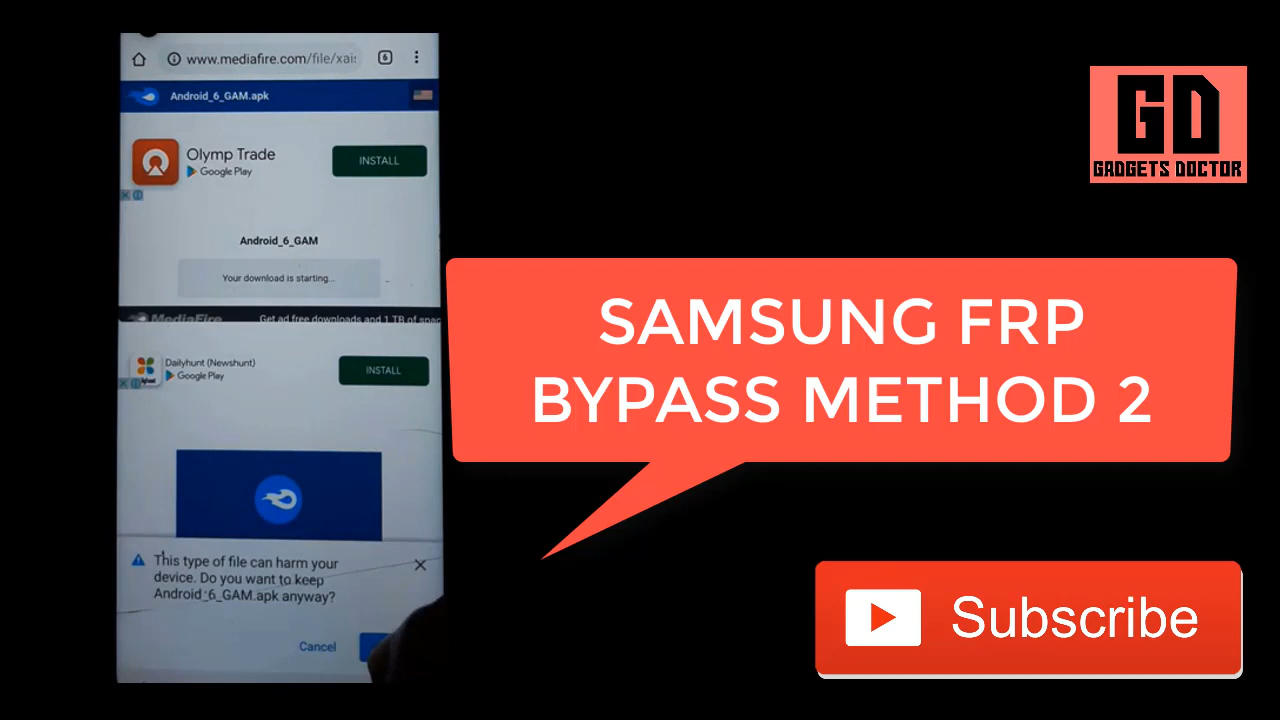 www.mediafire.com/file/xai
6
Android_6_GAM.apk
Olymp Trade
Google Play
INSTALL
Android_6_GAM
Your download is starting...
MediaFire Get ad free downloads and 1 TB of spac
Dailyhunt (Newshunt)
Google Play
INSTALL
This type of file can harm your
device. Do you want to keep
Android_6_GAM.apk anyway?
Cancel
GD
GADGETS DOCTOR
SAMSUNG FRP
BYPASS METHOD 2
Subscribe